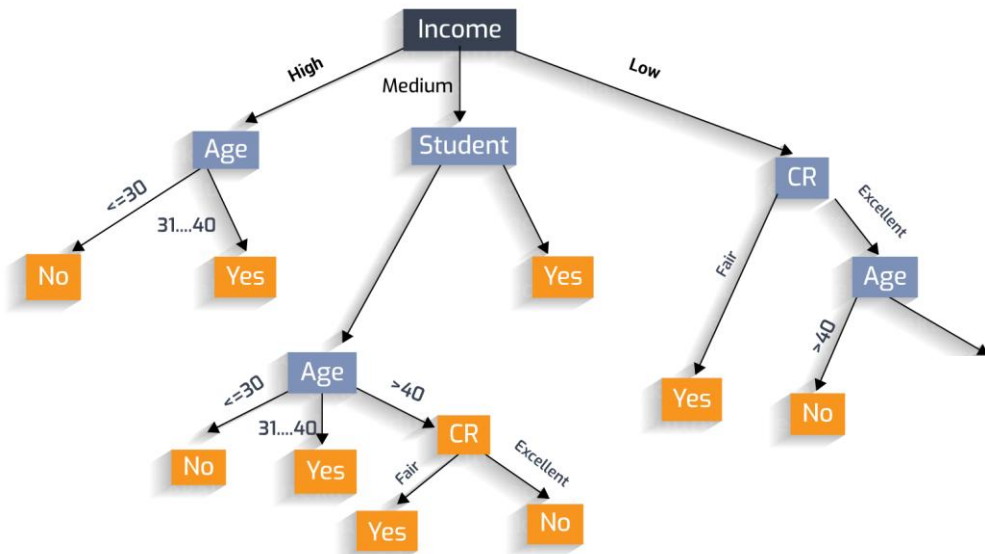 Income
High
Medium
Low
Age
Student
CR
<=30
31....40
Excellent
Fair
No
Yes
Yes
Age
>40
Age
<=30
>40
31....40
Yes
No
CR
No
Yes
Fair
Excellent
Yes
No